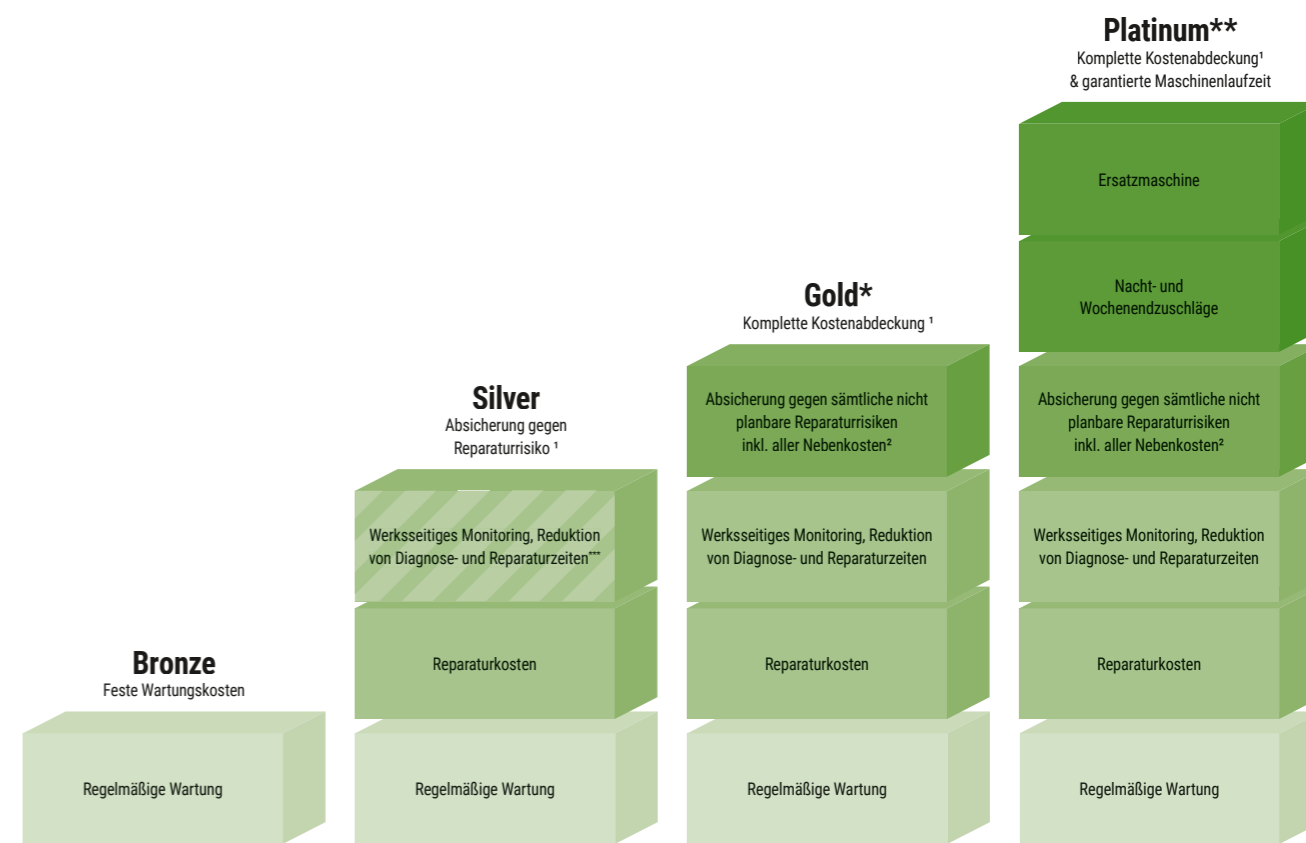 Platinum**
Komplette Kostenabdeckung¹
& garantierte Maschinenlaufzeit
Ersatzmaschine
Nacht- und
Wochenendzuschläge
Absicherung gegen sämtliche nicht
planbare Reparaturrisiken
inkl. aller Nebenkosten²
Werksseitiges Monitoring, Reduktion
von Diagnose- und Reparaturzeiten
Reparaturkosten
Regelmäßige Wartung
Gold*
Komplette Kostenabdeckung ¹
Absicherung gegen sämtliche nicht
planbare Reparaturrisiken
inkl. aller Nebenkosten²
Werksseitiges Monitoring, Reduktion
von Diagnose- und Reparaturzeiten
Reparaturkosten
Regelmäßige Wartung
Silver
Absicherung gegen
Reparaturrisiko ¹
Werksseitiges Monitoring, Reduktion
von Diagnose- und Reparaturzeiten***
Reparaturkosten
Regelmäßige Wartung
Bronze
Feste Wartungskosten
Regelmäßige Wartung